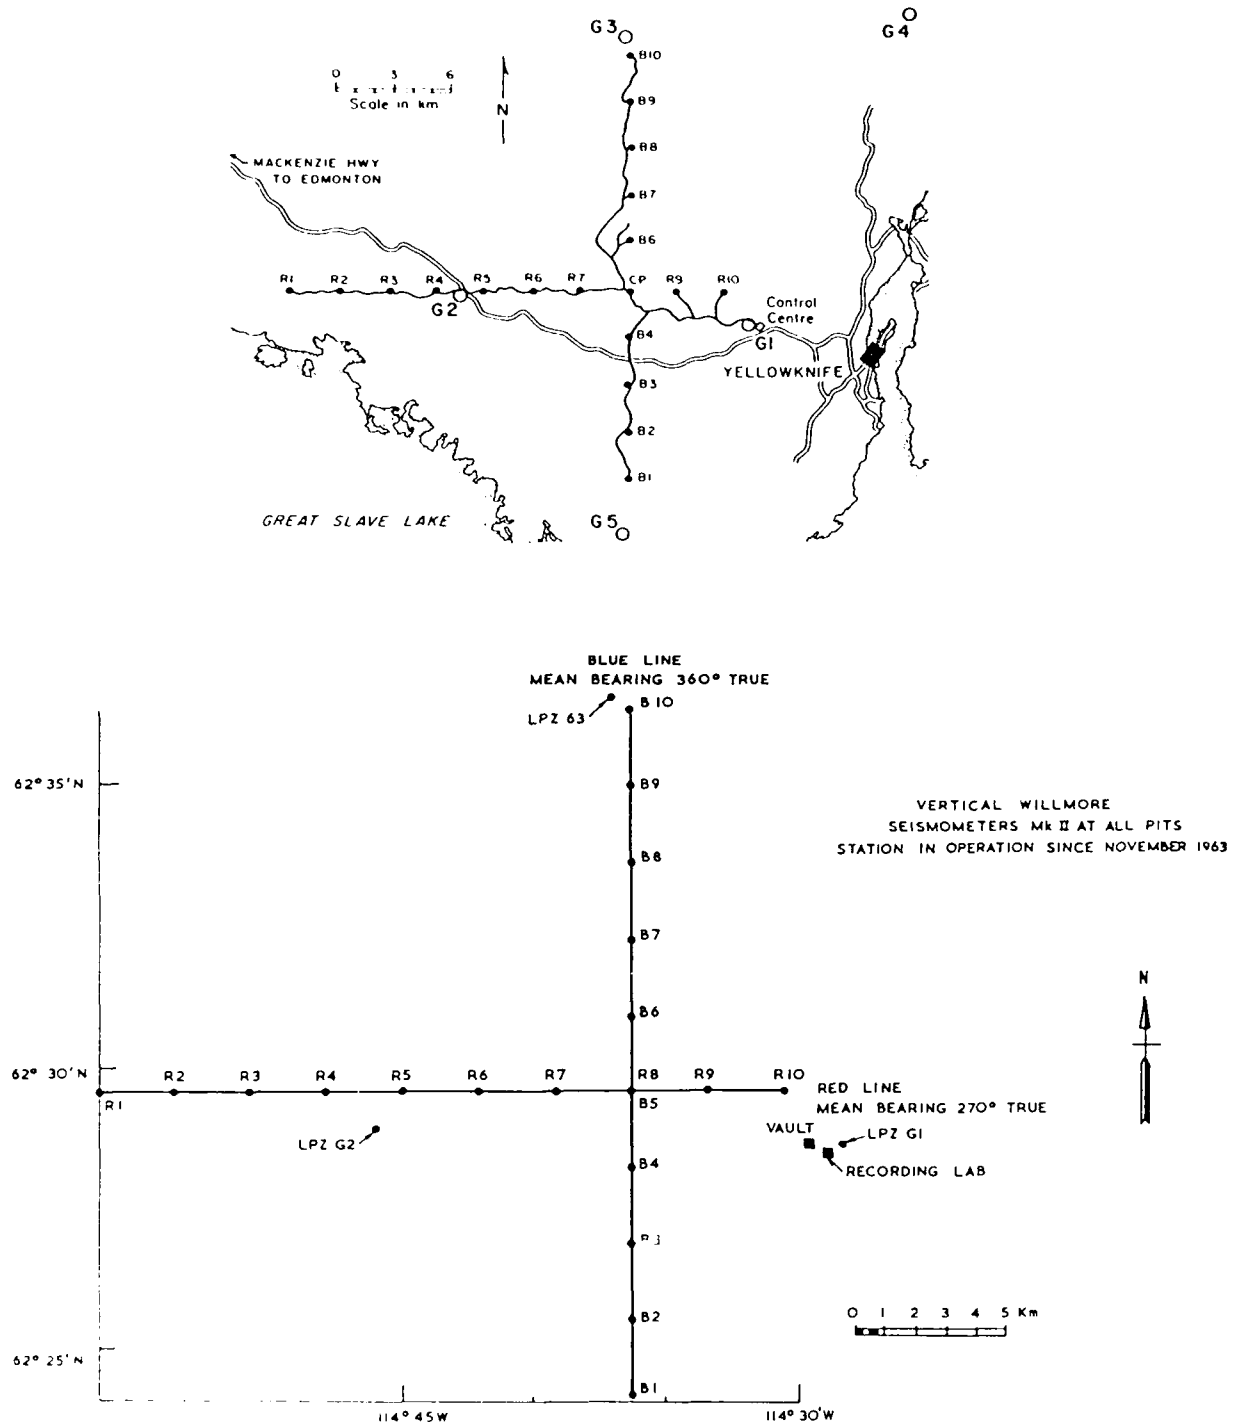 G3
G4
B10
0 3 6
Scale in km
N
B9
B8
MACKENZIE HWY
TO EDMONTON
B7
B6
R1 R2 R3 R4 R5 R6 R7 CP R9 R10
G2
Control
Centre
G1
B4
YELLOWKNIFE
B3
B2
B1
GREAT SLAVE LAKE
G5
BLUE LINE
MEAN BEARING 360° TRUE
B 10
LPZ 63
62° 35'N
B9
VERTICAL WILLMORE
SEISMOMETERS Mk II AT ALL PITS
STATION IN OPERATION SINCE NOVEMBER 1963
B8
B7
N
B6
62° 30'N
R2 R3 R4 R5 R6 R7 R8 R9 R10
RED LINE
MEAN BEARING 270° TRUE
R1
B5
VAULT
LPZ G1
LPZ G2
B4
RECORDING LAB
B3
0 1 2 3 4 5 Km
B2
62° 25'N
B1
114° 45'W
114° 30'W